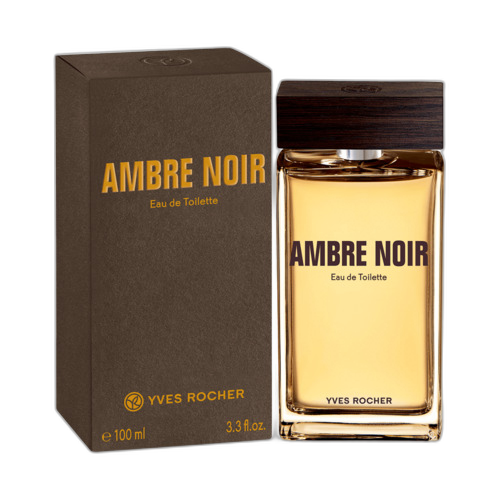 AMBRE NOIR
Eau de Toilette
YVES ROCHER
e 100 ml 3.3 fl.oz.
AMBRE NOIR
Eau de Toilette
YVES ROCHER